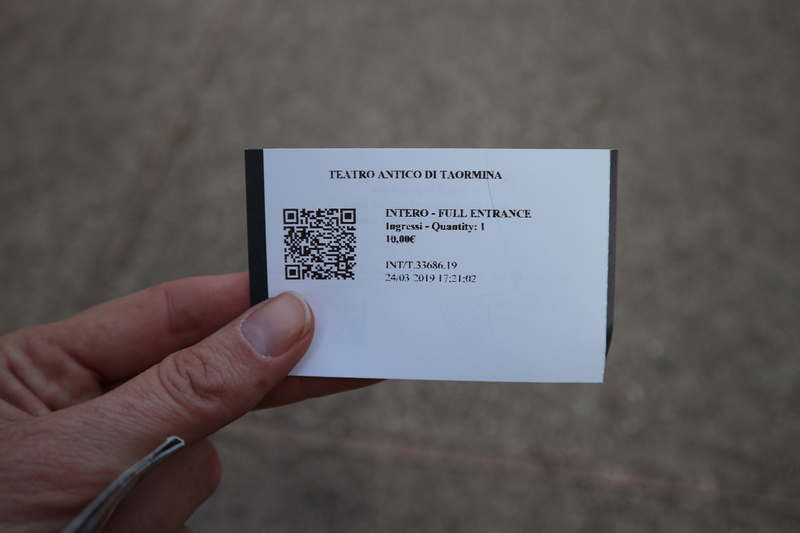 TEATRO ANTICO DI TAORMINA
INTERO - FULL ENTRANCE
Ingressi - Quantity: 1
10,00€
INT/T.33686.19
24/03/2019 17:21:02